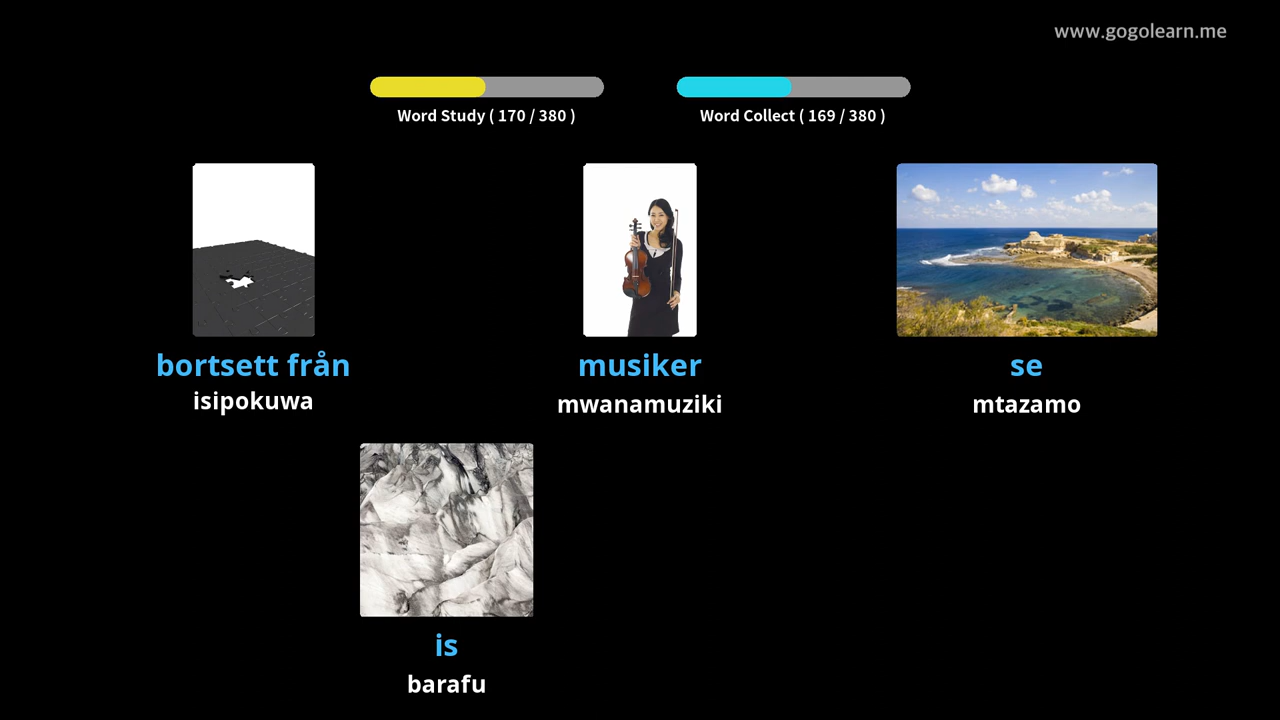 www.gogolearn.me
Word Study ( 170 / 380 )
Word Collect ( 169 / 380 )
bortsett från
isipokuwa
musiker
mwanamuziki
se
mtazamo
is
barafu